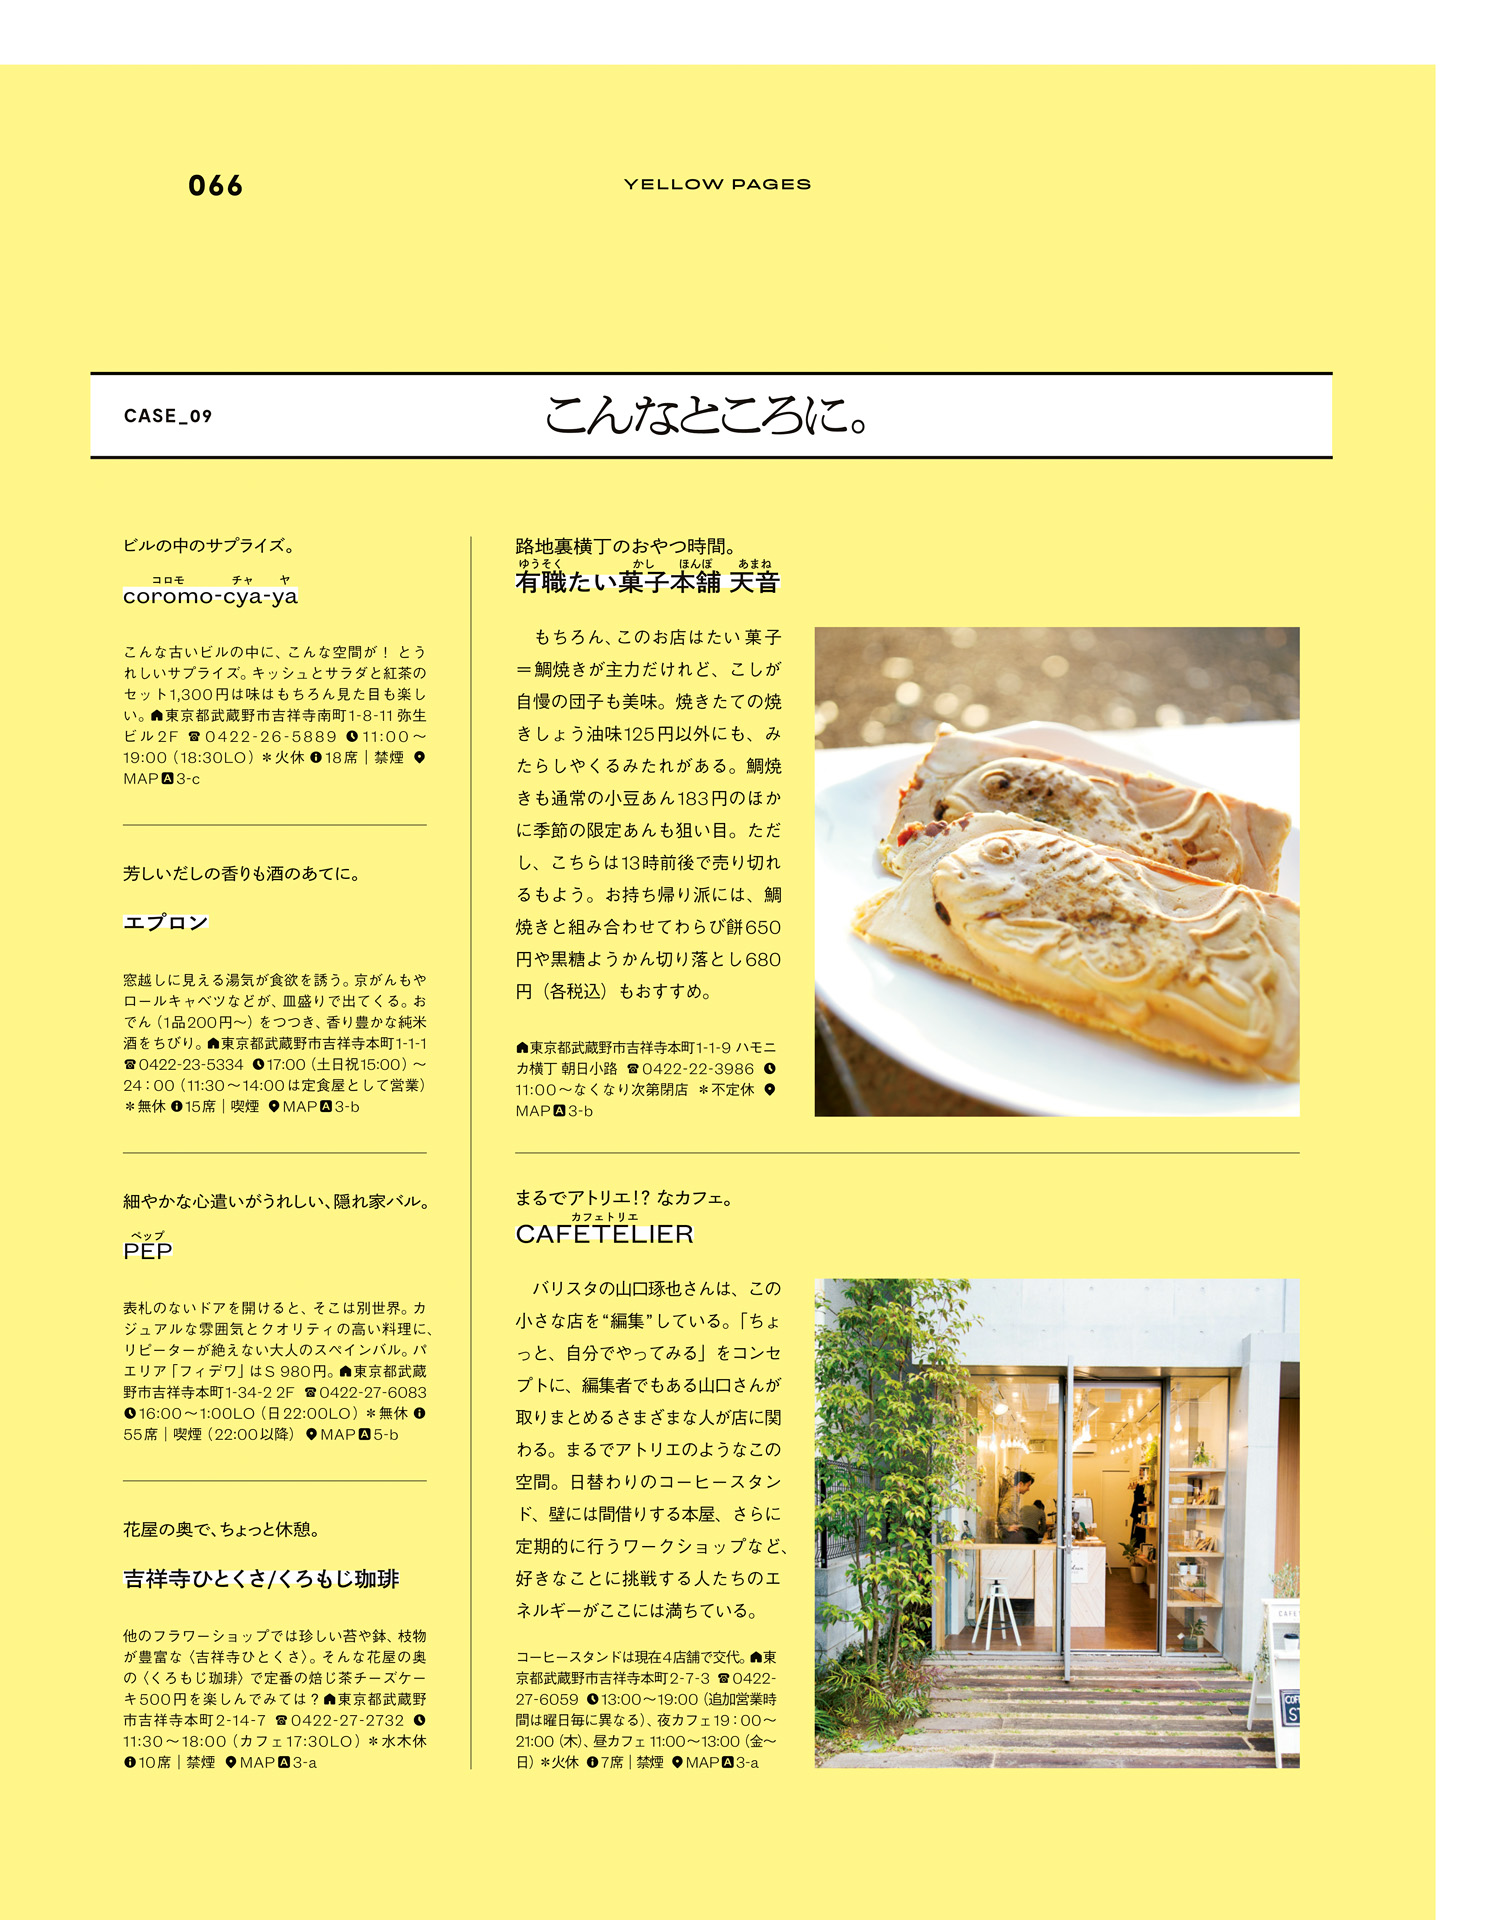 066
YELLOW PAGES
CASE_09
こんなところに。
ビルの中のサプライズ。
コロモ チャ ヤ
coromo-cya-ya
こんな古いビルの中に、こんな空間が！ とう
れしいサプライズ。キッシュとサラダと紅茶の
セット1,300円は味はもちろん見た目も楽し
い。東京都武蔵野市吉祥寺南町1-8-11 弥生
ビル2F ☎0422-26-5889 11:00～
19:00（18:30LO）＊火休 18席｜禁煙
MAP A 3-c
芳しいだしの香りも酒のあてに。
エプロン
窓越しに見える湯気が食欲を誘う。京がんもや
ロールキャベツなどが、皿盛りで出てくる。お
でん（1品200円～）をつつき、香り豊かな純米
酒をちびり。東京都武蔵野市吉祥寺本町1-1-1
☎0422-23-5334 17:00（土日祝15:00）～
24：00（11:30～14:00は定食屋として営業）
＊無休 15席｜喫煙 MAP A 3-b
細やかな心遣いがうれしい、隠れ家バル。
ペップ
PEP
表札のないドアを開けると、そこは別世界。カ
ジュアルな雰囲気とクオリティの高い料理に、
リピーターが絶えない大人のスペインバル。パ
エリア「フィデワ」はS 980円。東京都武蔵
野市吉祥寺本町1-34-2 2F ☎0422-27-6083
16:00～1:00LO（日22:00LO）＊無休
55席｜喫煙（22:00以降） MAP A 5-b
花屋の奥で、ちょっと休憩。
吉祥寺ひとくさ/くろもじ珈琲
他のフラワーショップでは珍しい苔や鉢、枝物
が豊富な〈吉祥寺ひとくさ〉。そんな花屋の奥
の〈くろもじ珈琲〉で定番の焙じ茶チーズケー
キ500円を楽しんでみては？東京都武蔵野
市吉祥寺本町2-14-7 ☎0422-27-2732
11:30～18:00（カフェ17:30LO）＊水木休
10席｜禁煙 MAP A 3-a
路地裏横丁のおやつ時間。
ゆうそく かし ほんぽ あまね
有職たい菓子本舗 天音
もちろん、このお店はたい菓子
＝鯛焼きが主力だけれど、こしが
自慢の団子も美味。焼きたての焼
きしょう油味125円以外にも、み
たらしやくるみたれがある。鯛焼
きも通常の小豆あん183円のほか
に季節の限定あんも狙い目。ただ
し、こちらは13時前後で売り切れ
るもよう。お持ち帰り派には、鯛
焼きと組み合わせてわらび餅650
円や黒糖ようかん切り落とし680
円（各税込）もおすすめ。
東京都武蔵野市吉祥寺本町1-1-9 ハモニ
カ横丁 朝日小路 ☎0422-22-3986
11:00～なくなり次第閉店 ＊不定休
MAP A 3-b
まるでアトリエ!? なカフェ。
カフェトリエ
CAFETELIER
バリスタの山口琢也さんは、この
小さな店を“編集”している。「ちょ
っと、自分でやってみる」をコンセ
プトに、編集者でもある山口さんが
取りまとめるさまざまな人が店に関
わる。まるでアトリエのようなこの
空間。日替わりのコーヒースタン
ド、壁には間借りする本屋、さらに
定期的に行うワークショップなど、
好きなことに挑戦する人たちのエ
ネルギーがここには満ちている。
コーヒースタンドは現在4店舗で交代。東
京都武蔵野市吉祥寺本町2-7-3 ☎0422-
27-6059 13:00～19:00（追加営業時
間は曜日毎に異なる）、夜カフェ19：00～
21:00（木）、昼カフェ11:00～13:00（金～
日）＊火休 7席｜禁煙 MAP A 3-a